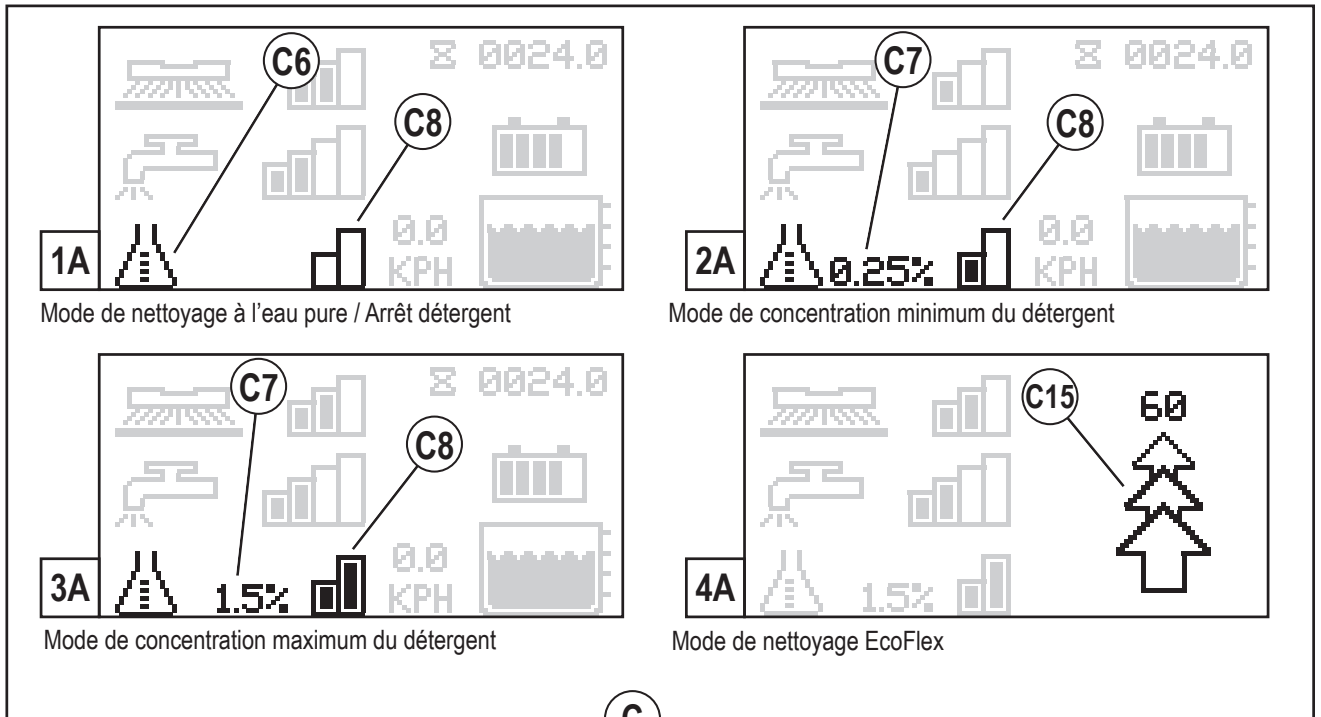 C6
0024.0
C8
1A
0.0
KPH
Mode de nettoyage à l’eau pure / Arrêt détergent
C7
0024.0
C8
2A
0.25%
0.0
KPH
Mode de concentration minimum du détergent
C7
0024.0
C8
3A
1.5%
0.0
KPH
Mode de concentration maximum du détergent
C15
60
4A
1.5%
Mode de nettoyage EcoFlex
C